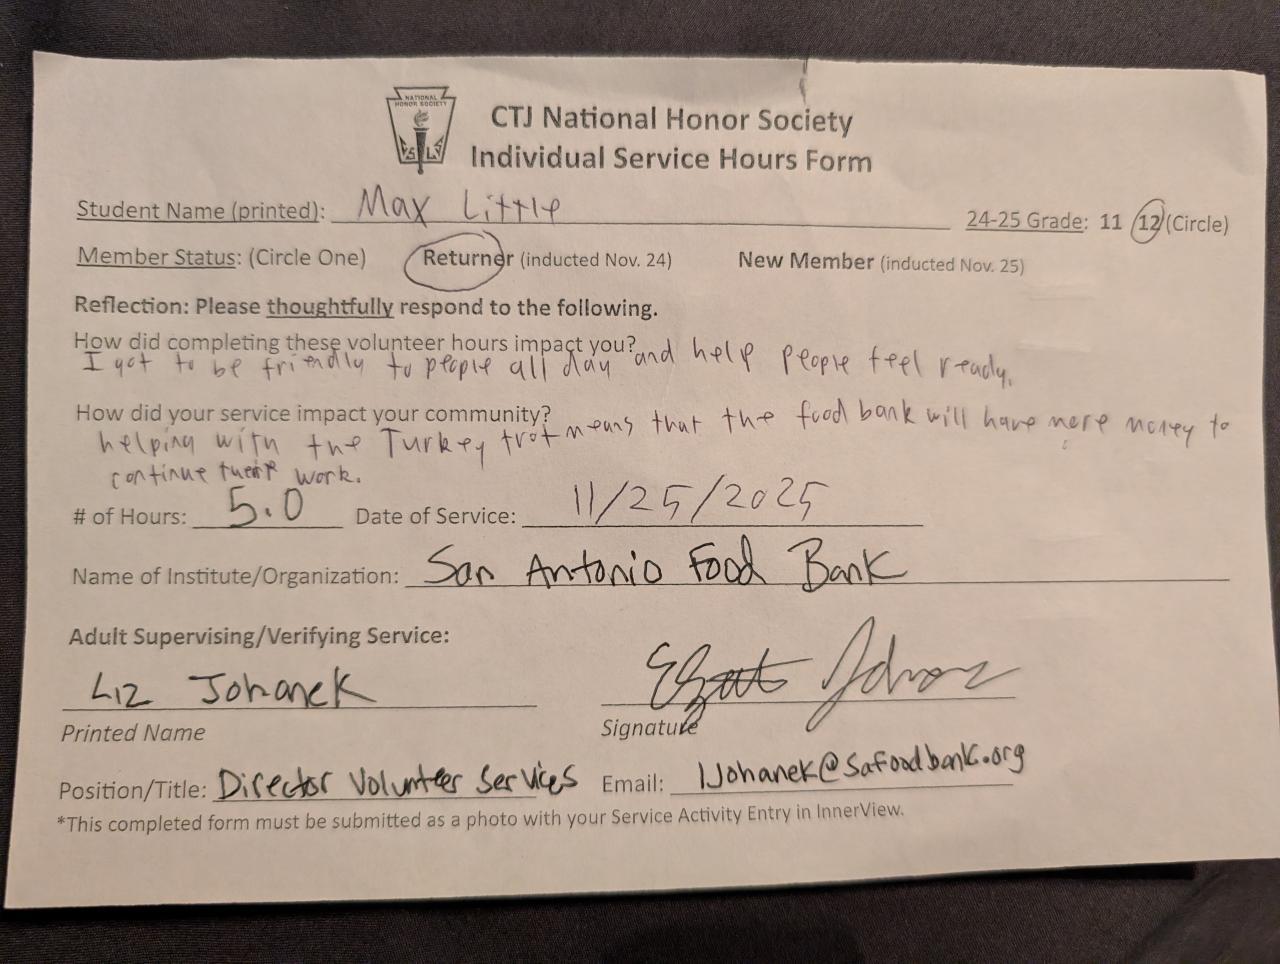 NATIONAL
HONOR SOCIETY
S L
CTJ National Honor Society
Individual Service Hours Form
Student Name (printed): Max Little
24-25 Grade: 11 12 (Circle)
Member Status: (Circle One) Returner (inducted Nov. 24) New Member (inducted Nov. 25)
Reflection: Please thoughtfully respond to the following.
How did completing these volunteer hours impact you?
I got to be friendly to people all day and help people feel ready.
How did your service impact your community?
helping with the Turkey trot means that the food bank will have more money to
continue their work.
# of Hours: 5.0 Date of Service: 11/25/2025
Name of Institute/Organization: San Antonio Food Bank
Adult Supervising/Verifying Service:
Liz Johanek
Printed Name Signature
Position/Title: Director Volunteer Services Email: ljohanek@safoodbank.org
*This completed form must be submitted as a photo with your Service Activity Entry in InnerView.